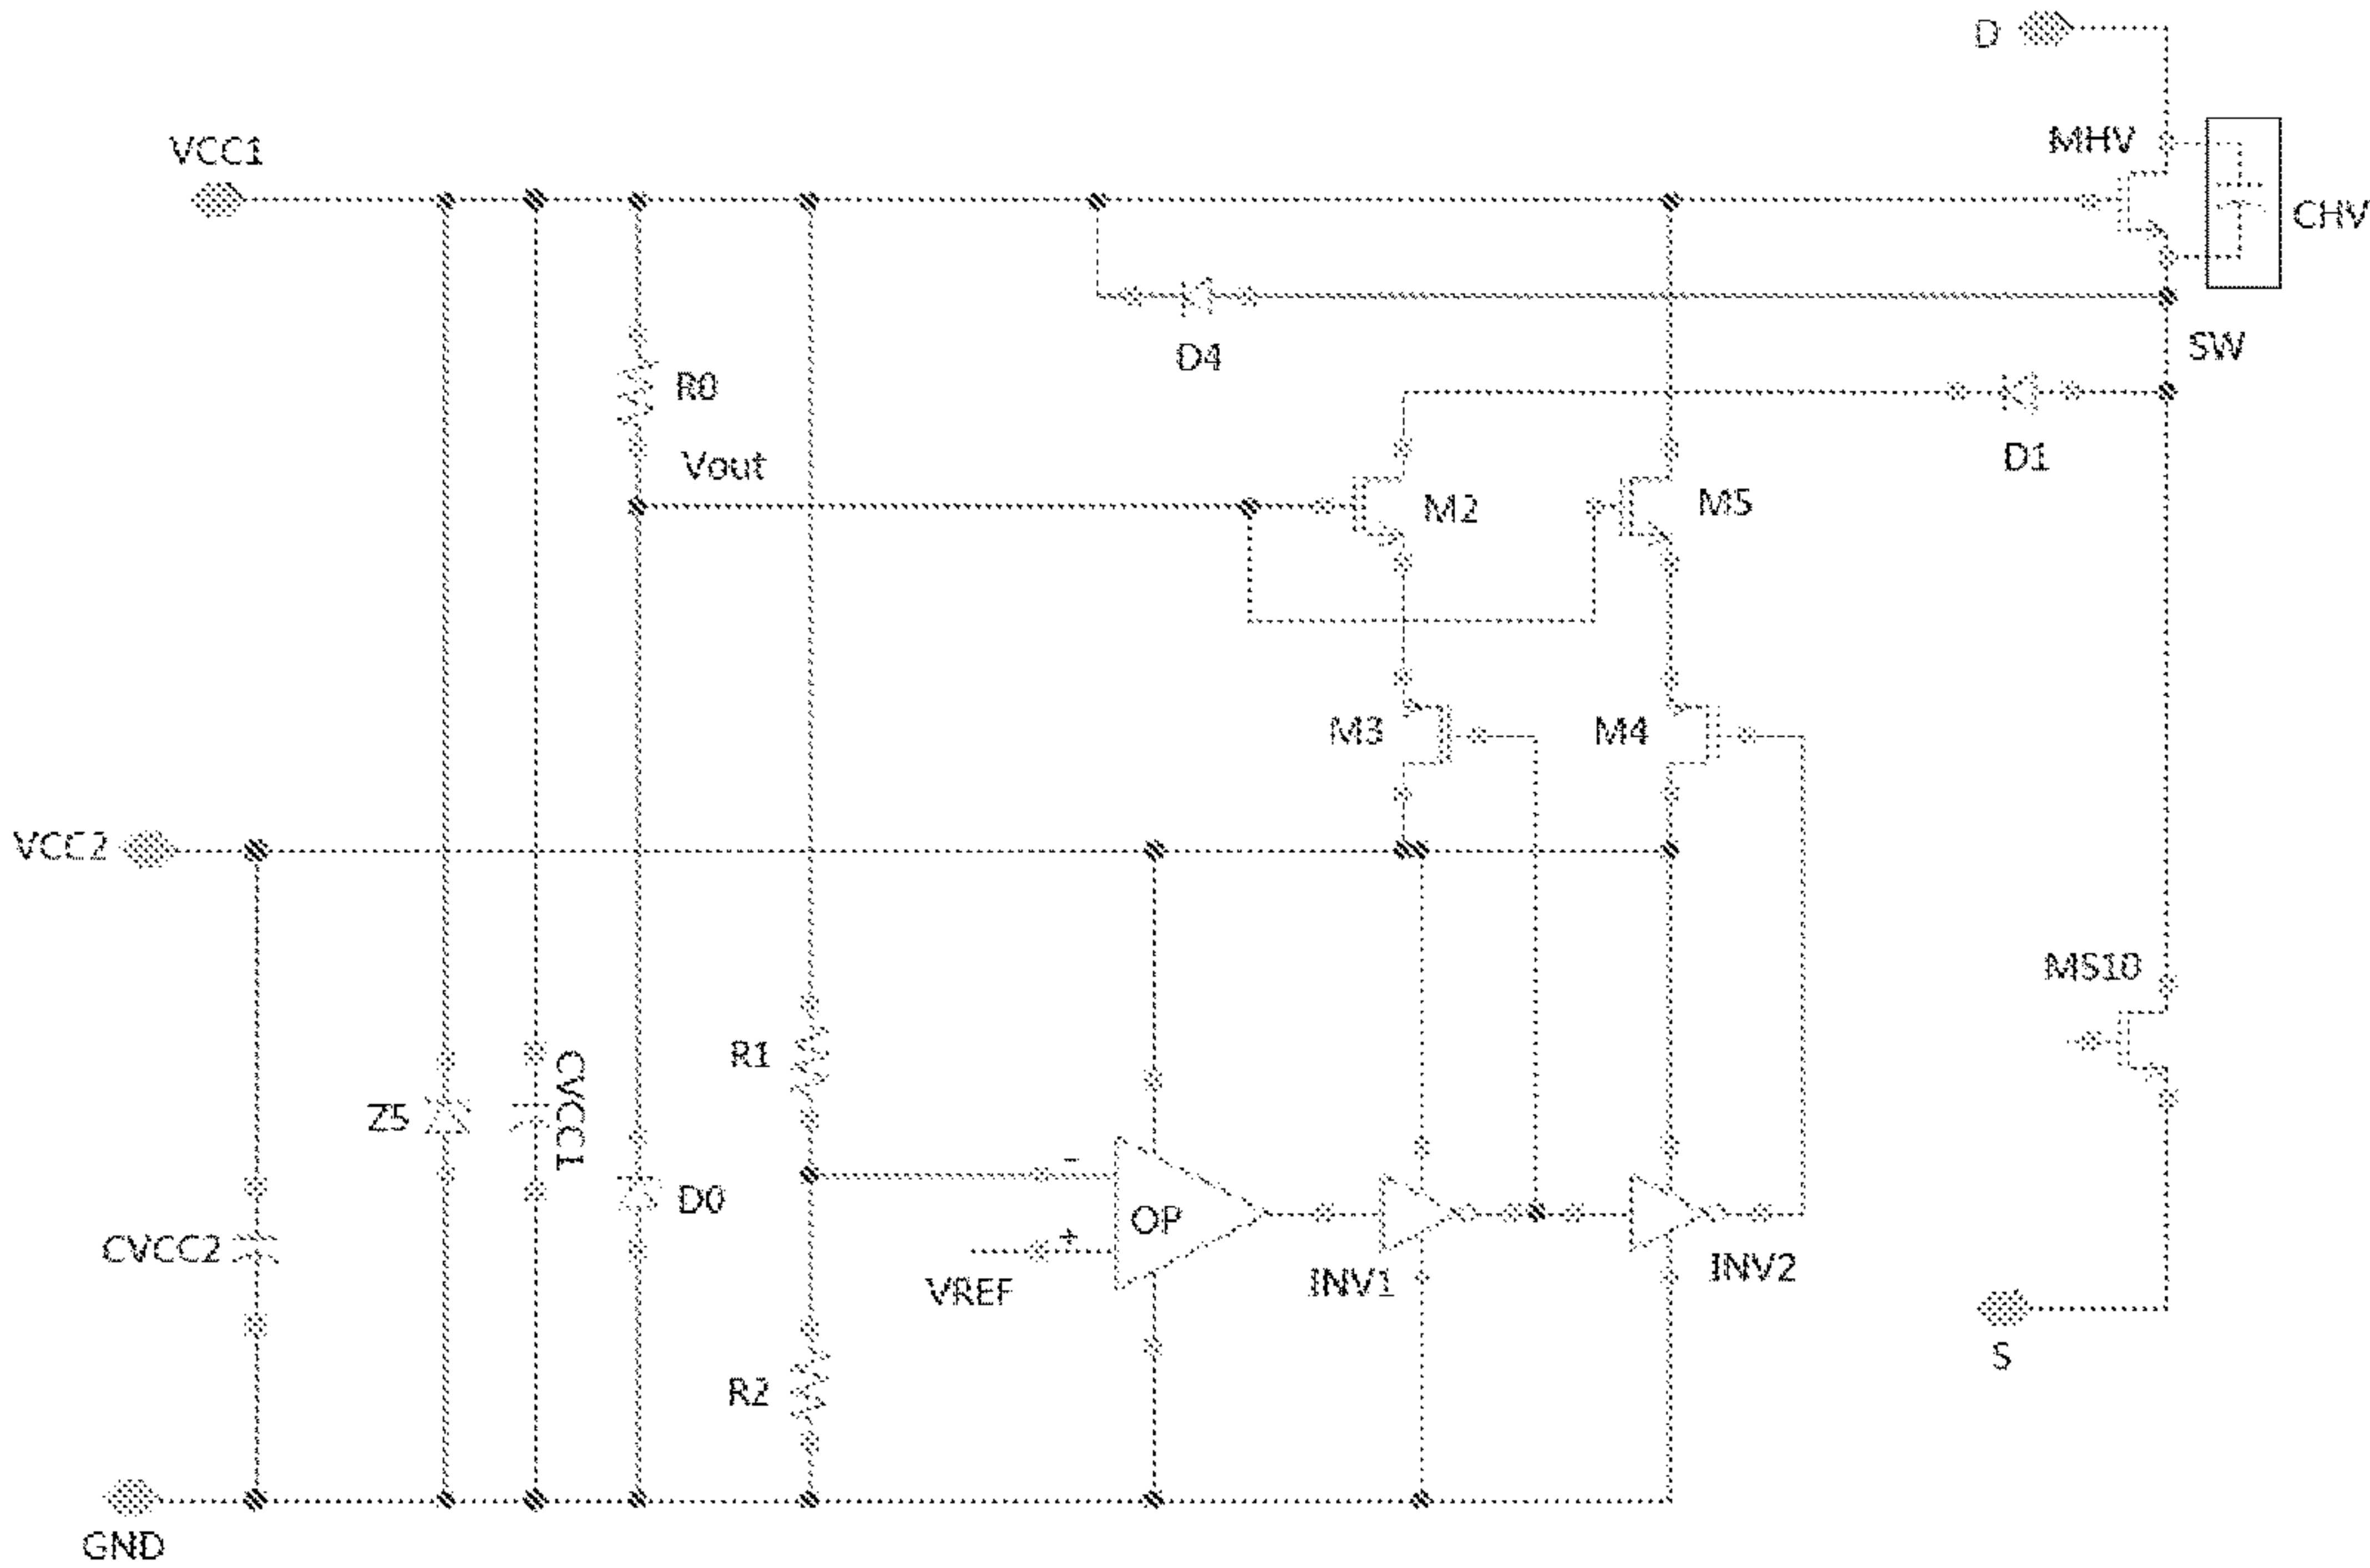 D
MHV
VCC1
CHV
SW
D4
R0
D1
Vout
M2
M5
M3
M4
VCC2
MS10
R1
CVCC1
Z5
-
D0
OP
+
CVCC2
VREF
INV1
INV2
S
R2
GND